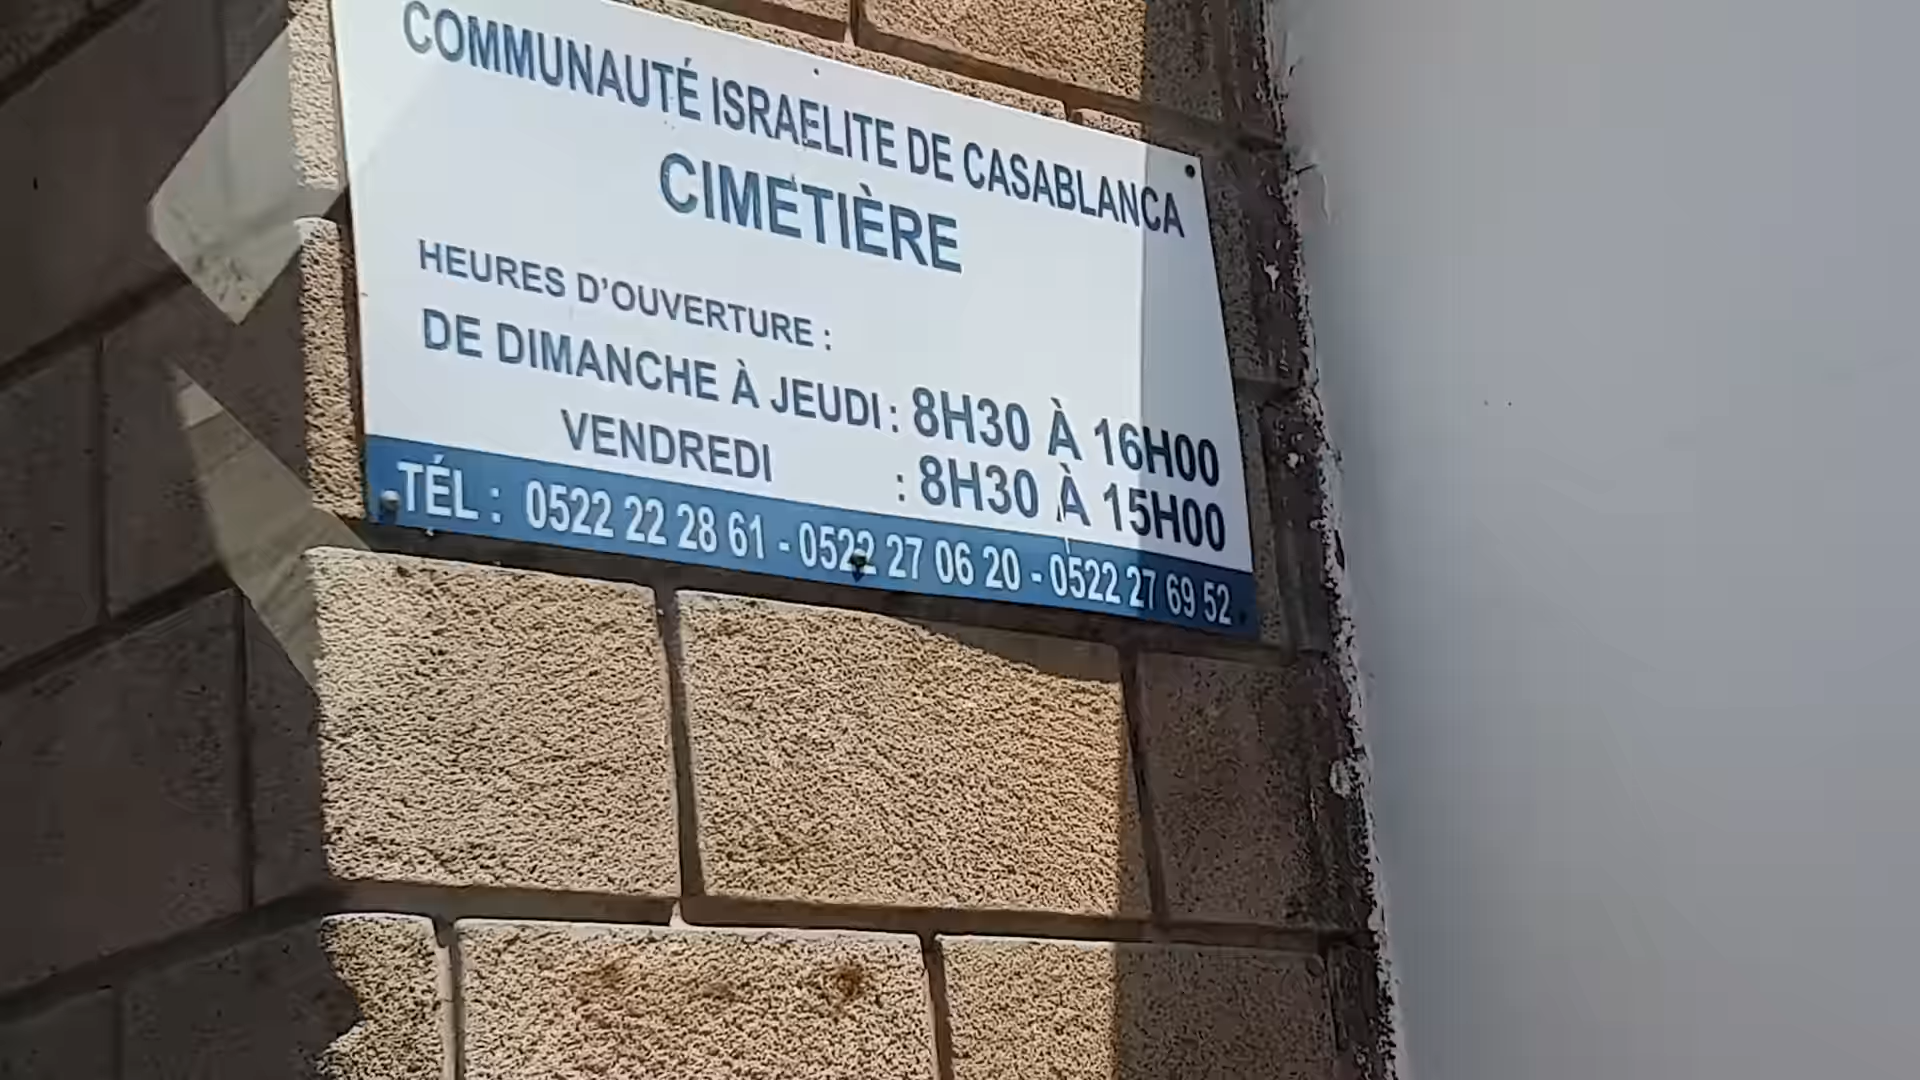 COMMUNAUTÉ ISRAELITE DE CASABLANCA
CIMETIÈRE
HEURES D'OUVERTURE :
DE DIMANCHE À JEUDI : 8H30 À 16H00
VENDREDI : 8H30 À 15H00
TÉL : 0522 22 28 61 - 0522 27 06 20 - 0522 27 69 52